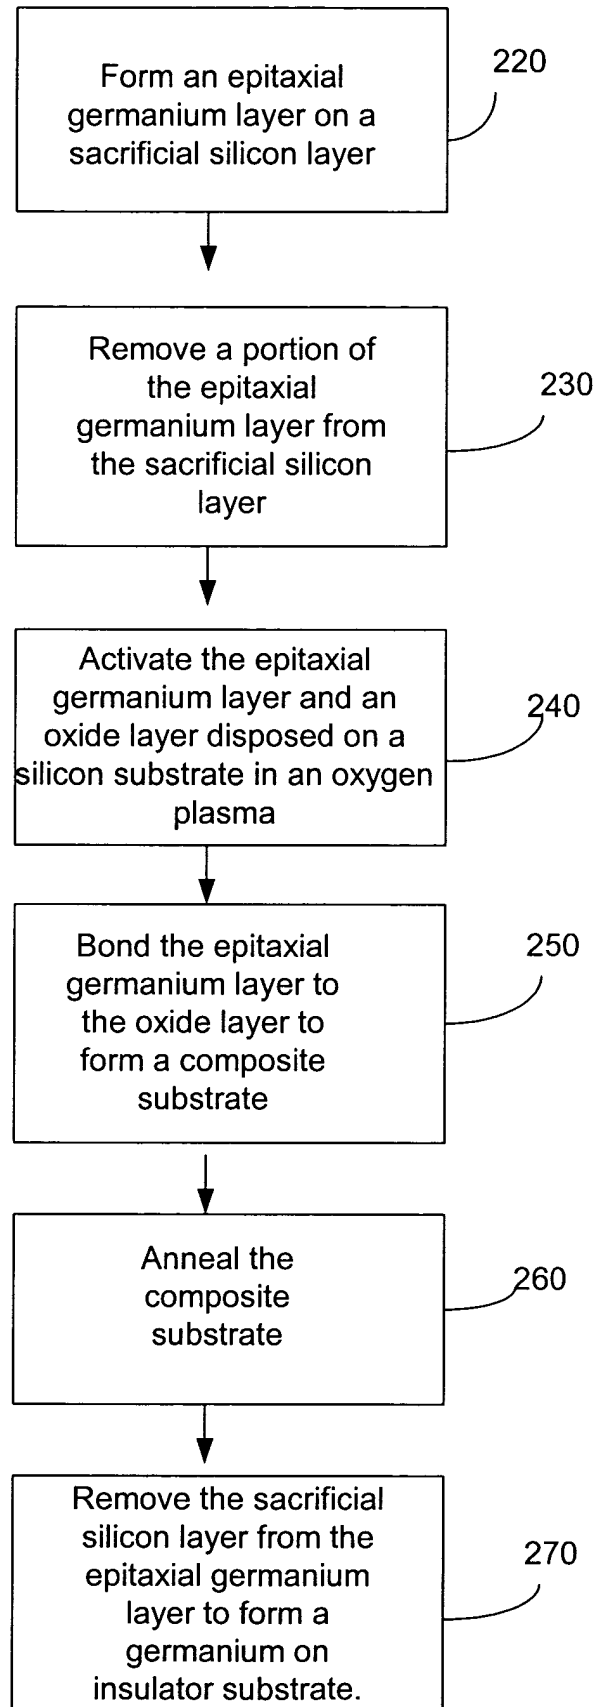 Form an epitaxial
germanium layer on a
sacrificial silicon layer
220
Remove a portion of
the epitaxial
germanium layer from
the sacrificial silicon
layer
230
Activate the epitaxial
germanium layer and an
oxide layer disposed on a
silicon substrate in an oxygen
plasma
240
Bond the epitaxial
germanium layer to
the oxide layer to
form a composite
substrate
250
Anneal the
composite
substrate
260
Remove the sacrificial
silicon layer from the
epitaxial germanium
layer to form a
germanium on
insulator substrate.
270